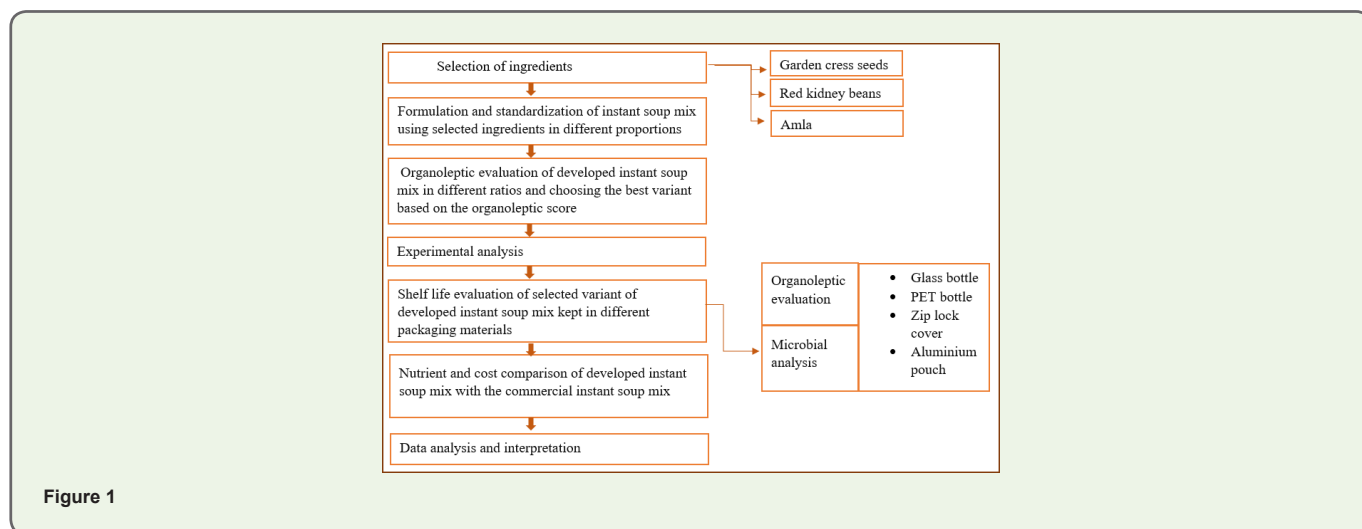 Selection of ingredients
Garden cress seeds
Red kidney beans
Amla
Formulation and standardization of instant soup mix
using selected ingredients in different proportions
Organoleptic evaluation of developed instant soup
mix in different ratios and choosing the best variant
based on the organoleptic score
Experimental analysis
Shelf life evaluation of selected variant of
developed instant soup mix kept in different
packaging materials
Organoleptic
evaluation
Microbial
analysis
• Glass bottle
• PET bottle
• Zip lock
cover
• Aluminium
pouch
Nutrient and cost comparison of developed instant
soup mix with the commercial instant soup mix
Data analysis and interpretation
Figure 1